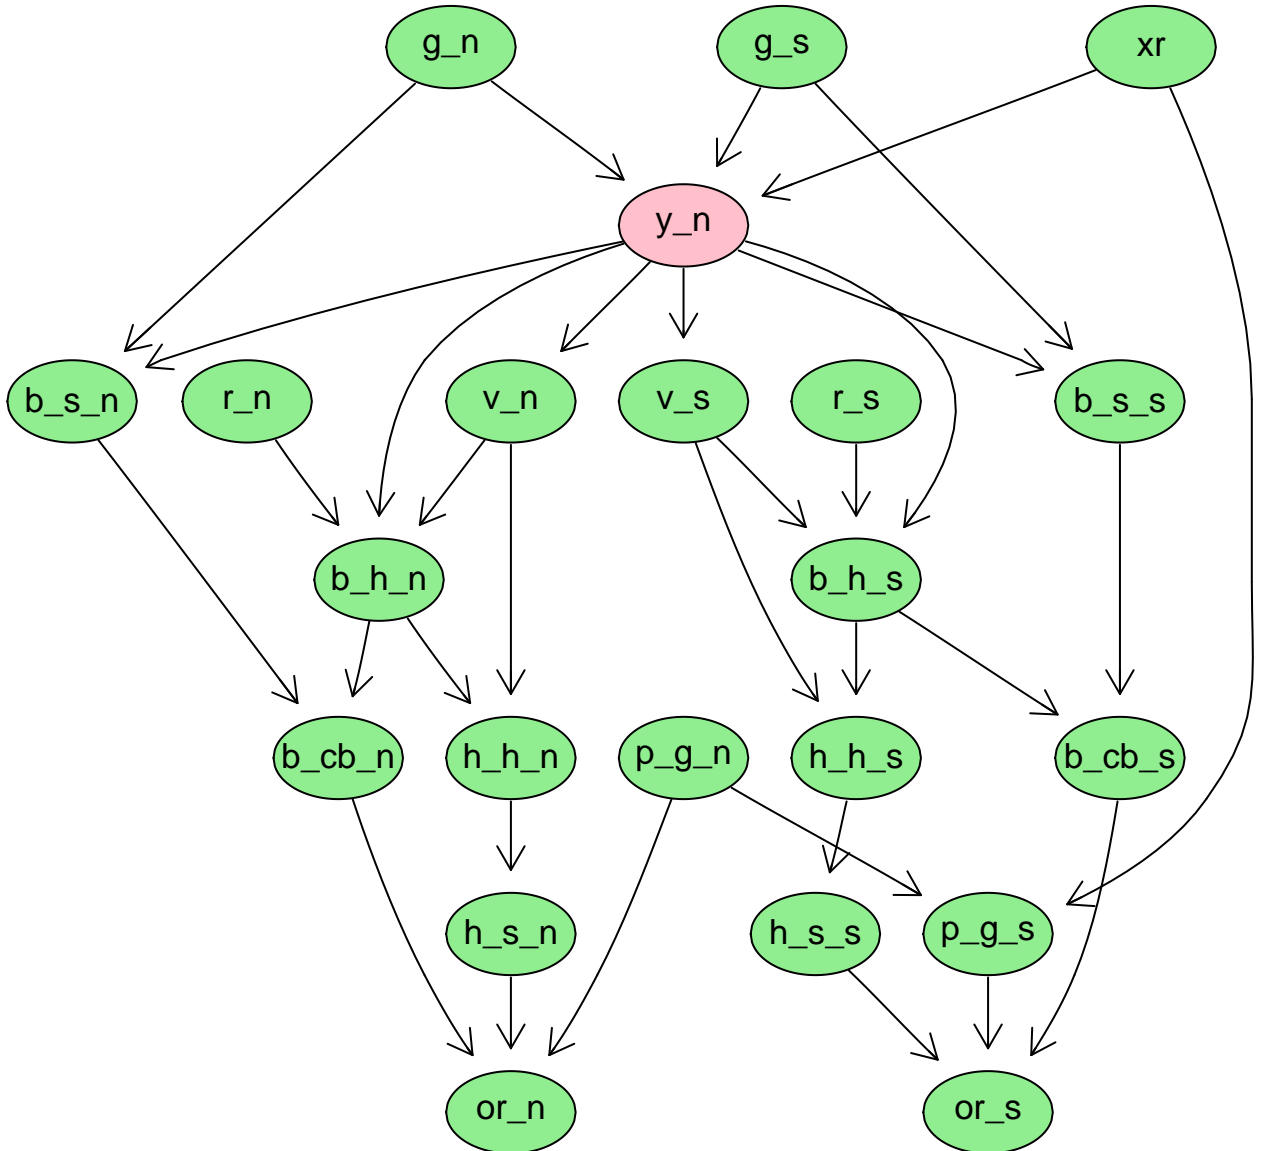 g_n
g_s
xr
y_n
b_s_n
r_n
v_n
v_s
r_s
b_s_s
b_h_n
b_h_s
b_cb_n
h_h_n
p_g_n
h_h_s
b_cb_s
h_s_n
h_s_s
p_g_s
or_n
or_s